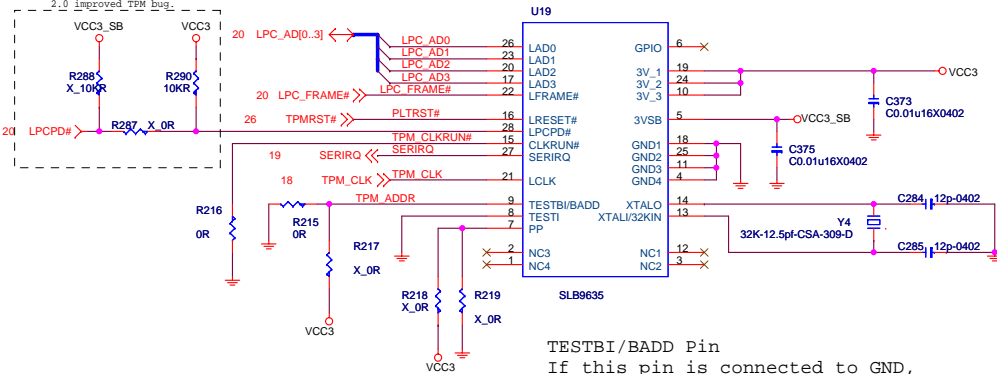 2.0 improved TPM bug.
VCC3_SB
VCC3
R288
X_10KR
R290
10KR
20 LPCPD#
R287
X_0R
20 LPC_AD[0..3]
LPC_AD0
LPC_AD1
LPC_AD2
LPC_AD3
20 LPC_FRAME#
LPC_FRAME#
26 TPMRST#
PLTRST#
TPM_CLKRUN#
19 SERIRQ
SERIRQ
18 TPM_CLK
TPM_CLK
TPM_ADDR
R216
0R
R215
0R
R217
X_0R
VCC3
R218
X_0R
R219
X_0R
VCC3
U19
26 LAD0
23 LAD1
20 LAD2
17 LAD3
22 LFRAME#
16 LRESET#
28 LPCPD#
15 CLKRUN#
27 SERIRQ
21 LCLK
9 TESTBI/BADD
8 TESTI
7 PP
2 NC3
1 NC4
GPIO 6
3V_1 19
3V_2 24
3V_3 10
3VSB 5
GND1 18
GND2 25
GND3 11
GND4 4
XTALO 14
XTALI/32KIN 13
NC1 12
NC2 3
SLB9635
VCC3
C373
C0.01u16X0402
VCC3_SB
C375
C0.01u16X0402
C284 12p-0402
Y4
32K-12.5pf-CSA-309-D
C285 12p-0402
TESTBI/BADD Pin
If this pin is connected to GND,